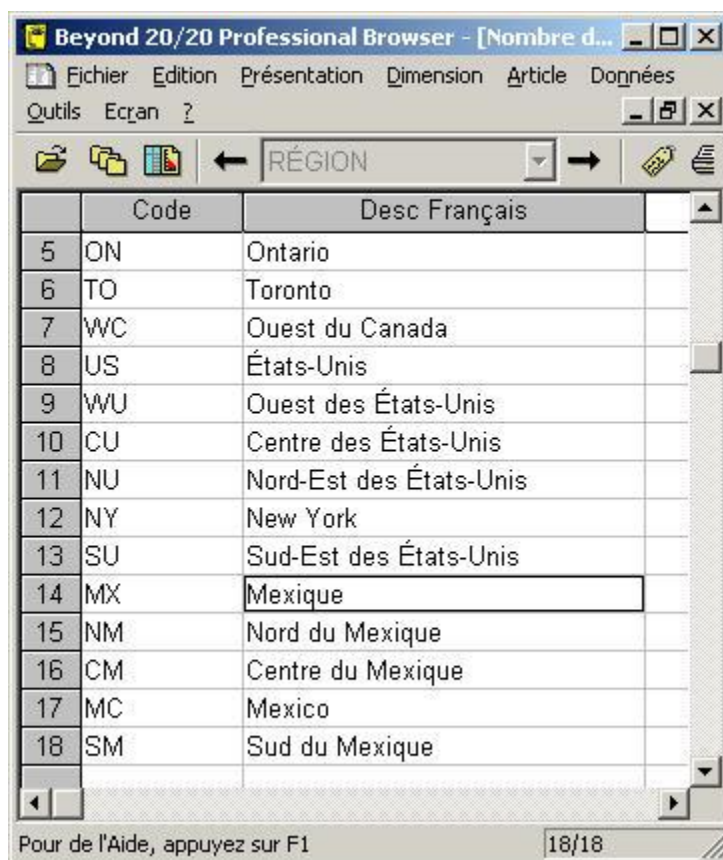 Beyond 20/20 Professional Browser - [Nombre d...
Fichier Edition Présentation Dimension Article Données
Outils Ecran ?
RÉGION
Code Desc Français
5 ON Ontario
6 TO Toronto
7 WC Ouest du Canada
8 US États-Unis
9 WU Ouest des États-Unis
10 CU Centre des États-Unis
11 NU Nord-Est des États-Unis
12 NY New York
13 SU Sud-Est des États-Unis
14 MX Mexique
15 NM Nord du Mexique
16 CM Centre du Mexique
17 MC Mexico
18 SM Sud du Mexique
Pour de l'Aide, appuyez sur F1 18/18